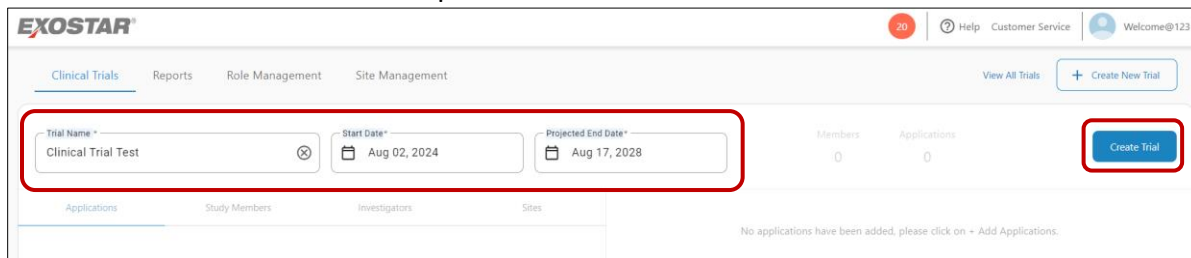 EXOSTAR®
20 Help Customer Service Welcome@123
Clinical Trials Reports Role Management Site Management View All Trials + Create New Trial
Trial Name * Start Date* Projected End Date*
Clinical Trial Test Aug 02, 2024 Aug 17, 2028
Members Applications
0 0
Create Trial
Applications Study Members Investigators Sites
No applications have been added, please click on + Add Applications.